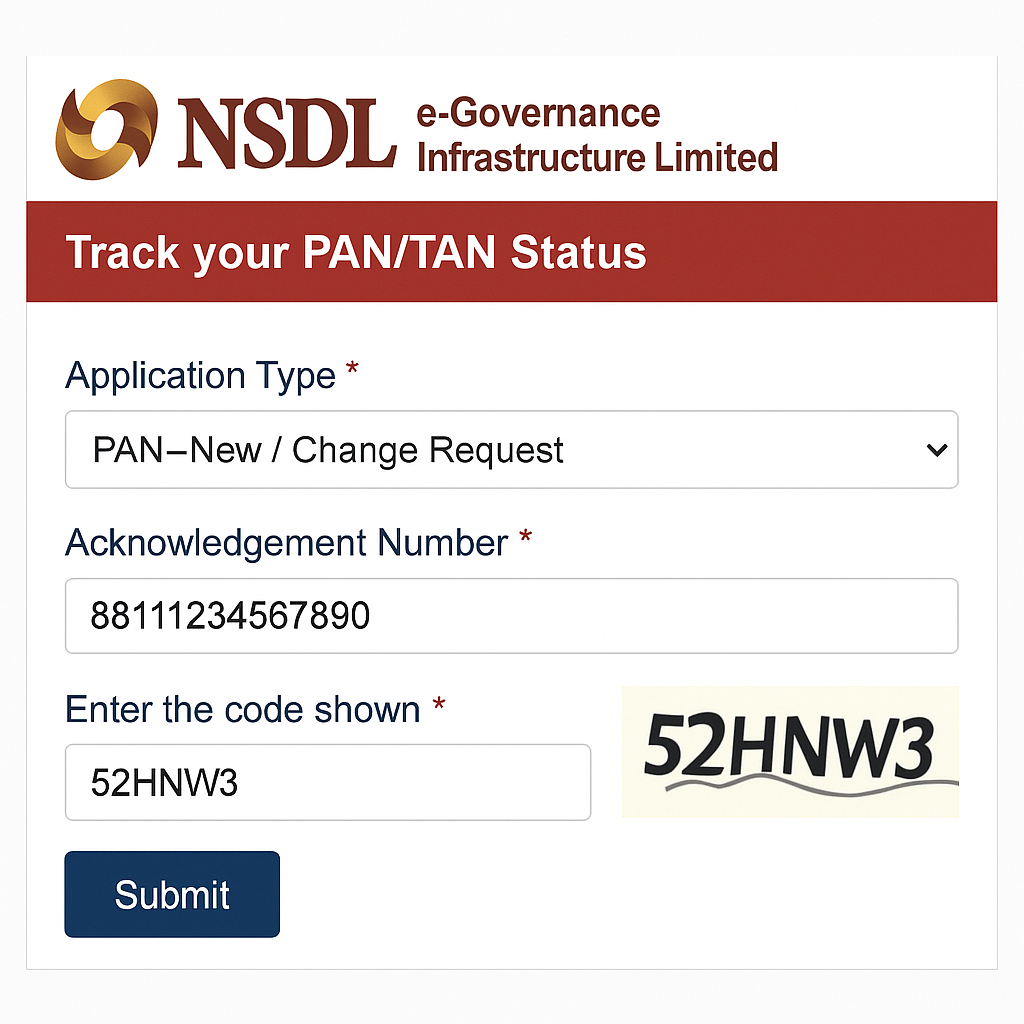 NSDL e-Governance
Infrastructure Limited
Track your PAN/TAN Status
Application Type *
PAN–New / Change Request
Acknowledgement Number *
88111234567890
Enter the code shown *
52HNW3
52HNW3
Submit